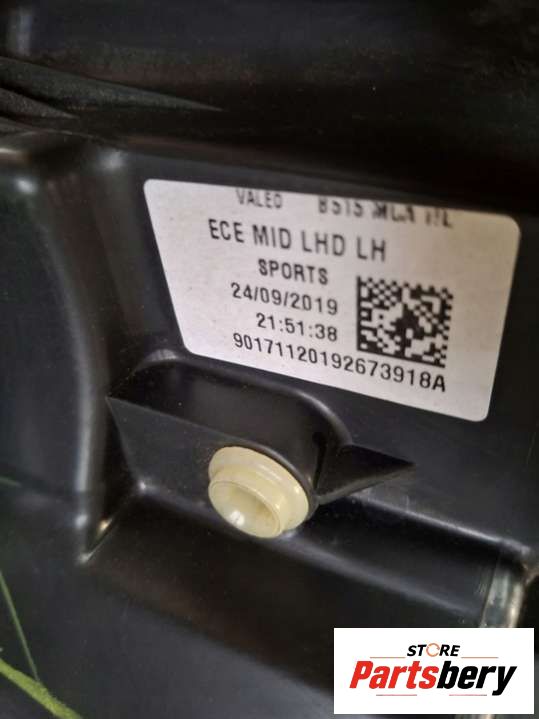 VALEO
ECE MID LHD LH
SPORTS
24/09/2019
21:51:38
90171120192673918A
STORE
Partsbery